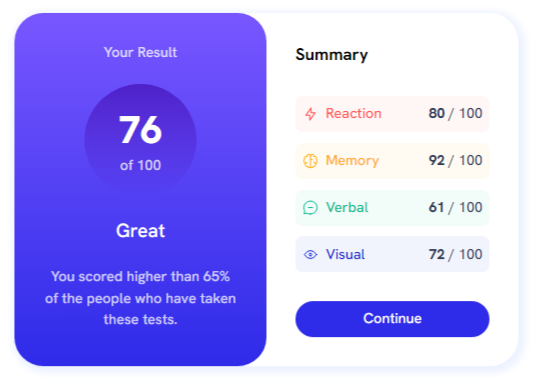 Your Result
76
of 100
Great
You scored higher than 65%
of the people who have taken
these tests.
Summary
Reaction 80 / 100
Memory 92 / 100
Verbal 61 / 100
Visual 72 / 100
Continue